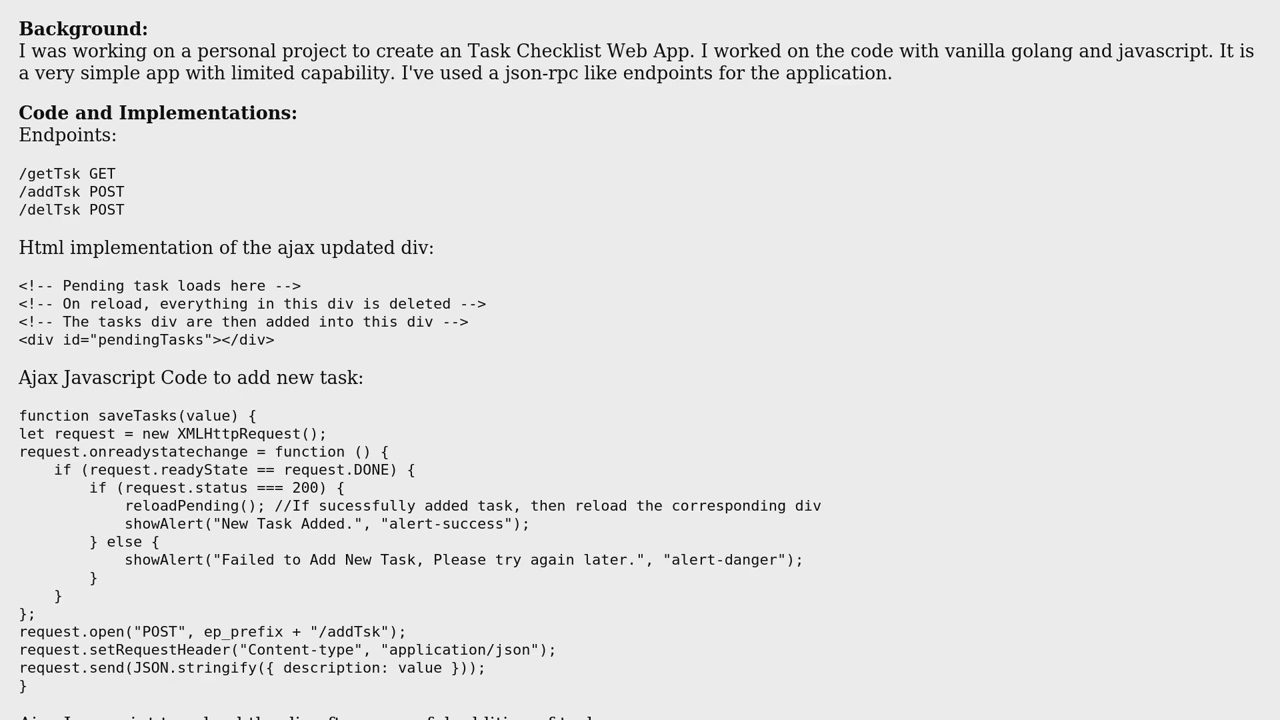 Background:
I was working on a personal project to create an Task Checklist Web App. I worked on the code with vanilla golang and javascript. It is
a very simple app with limited capability. I've used a json-rpc like endpoints for the application.
Code and Implementations:
Endpoints:
/getTsk GET
/addTsk POST
/delTsk POST
Html implementation of the ajax updated div:
<!-- Pending task loads here -->
<!-- On reload, everything in this div is deleted -->
<!-- The tasks div are then added into this div -->
<div id="pendingTasks"></div>
Ajax Javascript Code to add new task:
function saveTasks(value) {
let request = new XMLHttpRequest();
request.onreadystatechange = function () {
    if (request.readyState == request.DONE) {
        if (request.status === 200) {
            reloadPending(); //If sucessfully added task, then reload the corresponding div
            showAlert("New Task Added.", "alert-success");
        } else {
            showAlert("Failed to Add New Task, Please try again later.", "alert-danger");
        }
    }
};
request.open("POST", ep_prefix + "/addTsk");
request.setRequestHeader("Content-type", "application/json");
request.send(JSON.stringify({ description: value }));
}